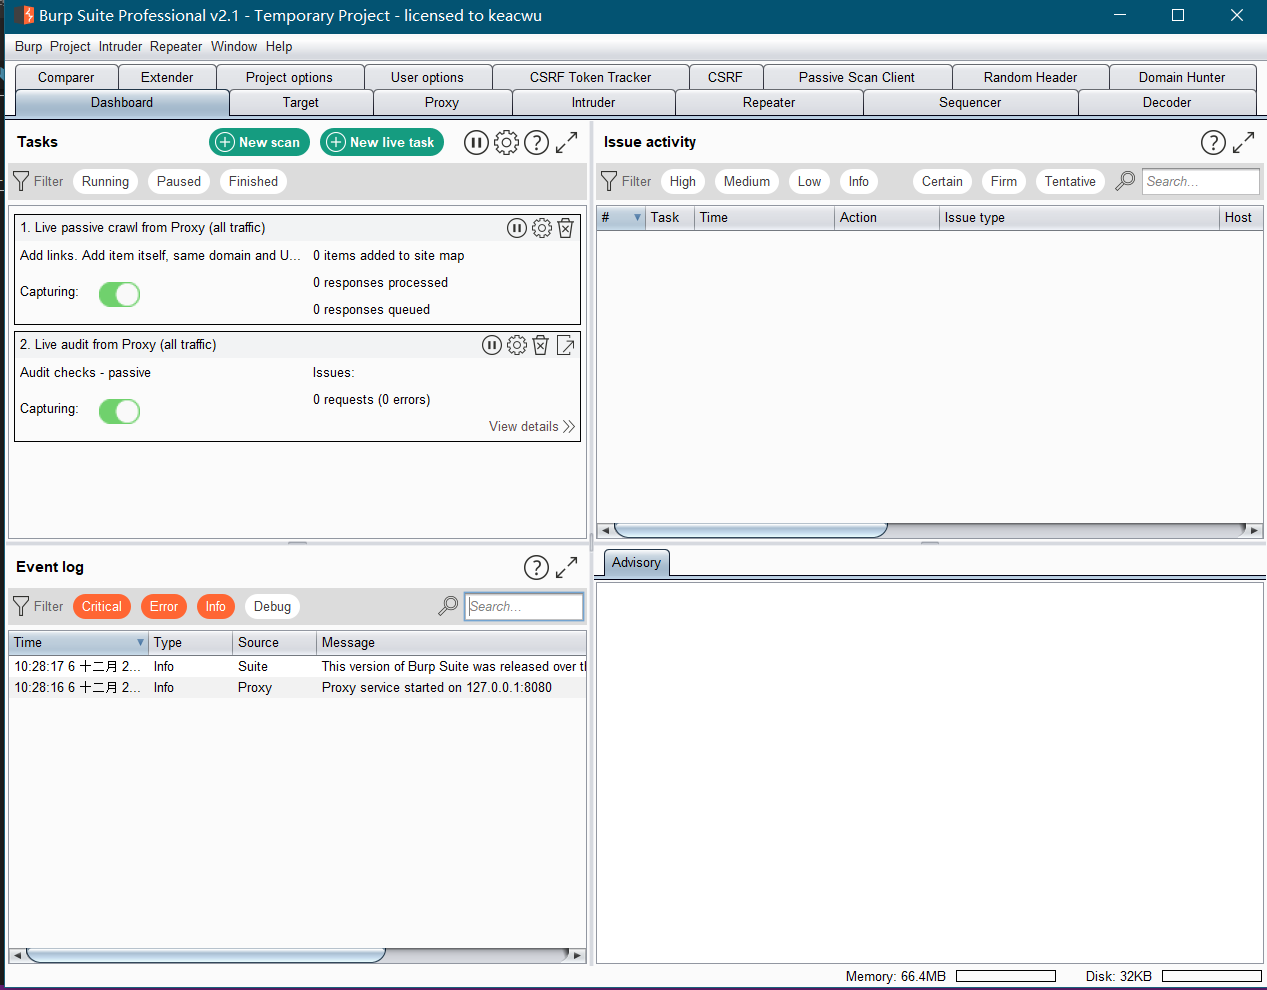 Burp Suite Professional v2.1 - Temporary Project - licensed to keacwu
Burp Project Intruder Repeater Window Help
Comparer Extender Project options User options CSRF Token Tracker CSRF Passive Scan Client Random Header Domain Hunter
Dashboard Target Proxy Intruder Repeater Sequencer Decoder
Tasks New scan New live task
Filter Running Paused Finished
1. Live passive crawl from Proxy (all traffic)
Add links. Add item itself, same domain and U... 0 items added to site map
0 responses processed
Capturing:
0 responses queued
2. Live audit from Proxy (all traffic)
Audit checks - passive Issues:
0 requests (0 errors)
Capturing:
View details
Issue activity
Filter High Medium Low Info Certain Firm Tentative Search...
# Task Time Action Issue type Host
Event log
Filter Critical Error Info Debug Search...
Time Type Source Message
10:28:17 6 十二月 2... Info Suite This version of Burp Suite was released over
10:28:16 6 十二月 2... Info Proxy Proxy service started on 127.0.0.1:8080
Advisory
Memory: 66.4MB Disk: 32KB